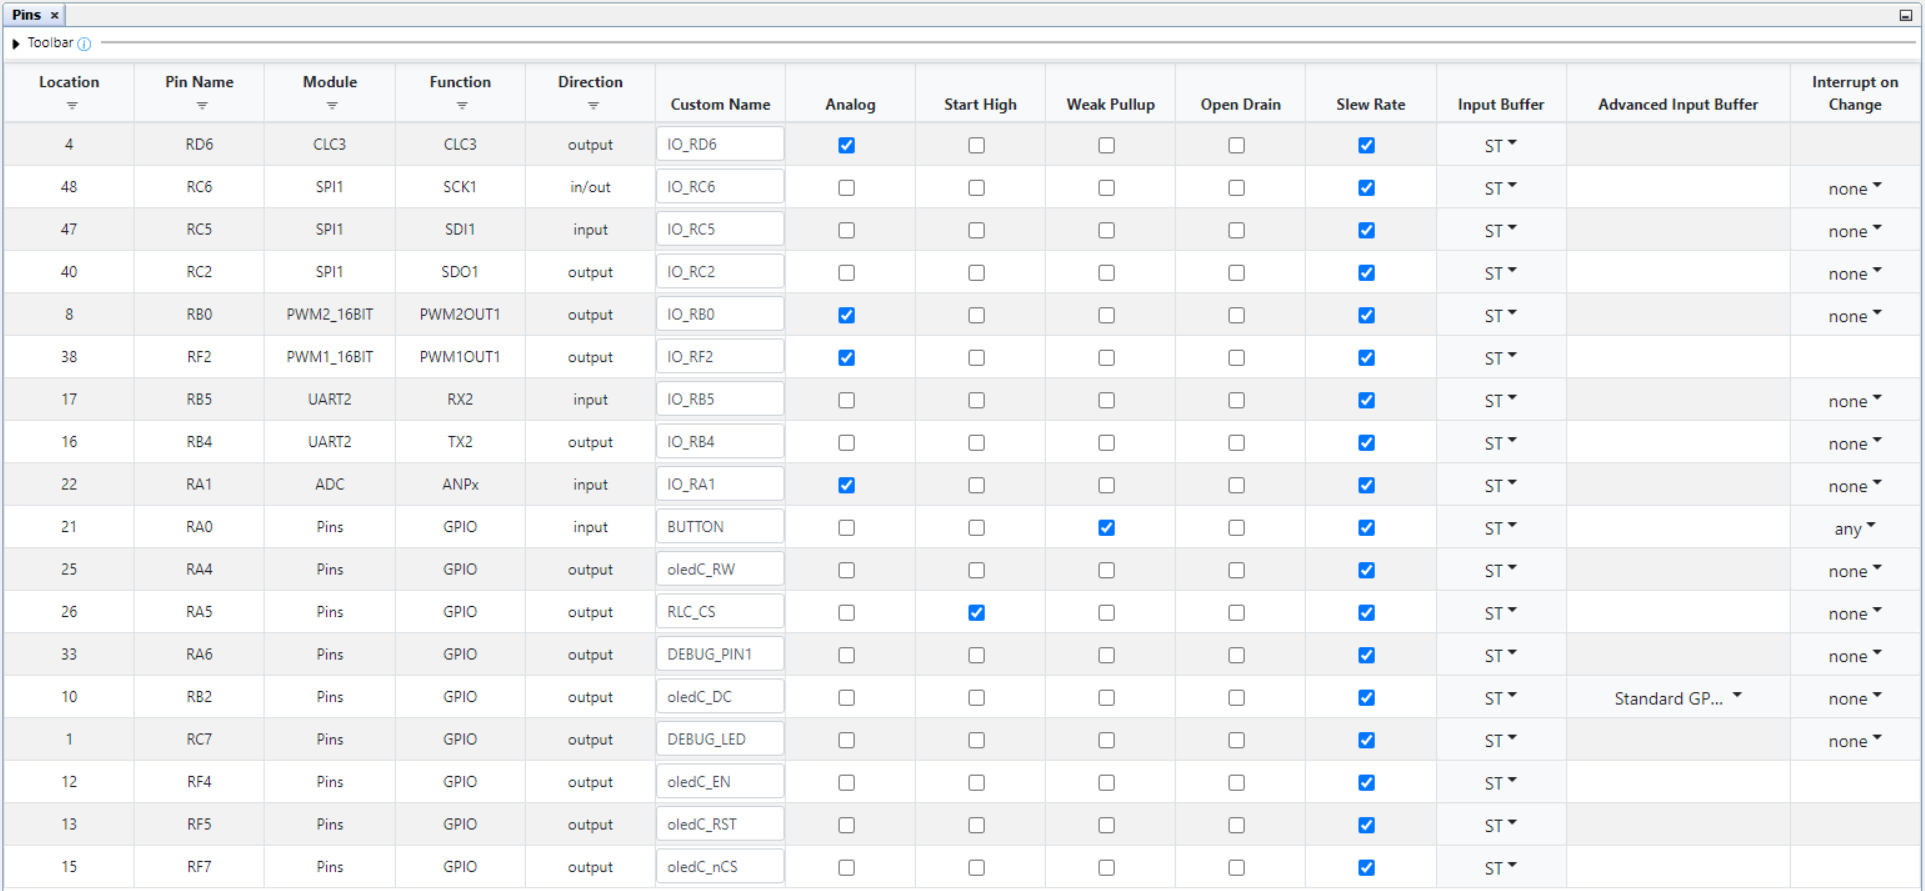 Pins ×
Toolbar
Location Pin Name Module Function Direction Custom Name Analog Start High Weak Pullup Open Drain Slew Rate Input Buffer Advanced Input Buffer Interrupt on Change
4 RD6 CLC3 CLC3 output IO_RD6 ST
48 RC6 SPI1 SCK1 in/out IO_RC6 ST none
47 RC5 SPI1 SDI1 input IO_RC5 ST none
40 RC2 SPI1 SDO1 output IO_RC2 ST none
8 RB0 PWM2_16BIT PWM2OUT1 output IO_RB0 ST none
38 RF2 PWM1_16BIT PWM1OUT1 output IO_RF2 ST
17 RB5 UART2 RX2 input IO_RB5 ST none
16 RB4 UART2 TX2 output IO_RB4 ST none
22 RA1 ADC ANPx input IO_RA1 ST none
21 RA0 Pins GPIO input BUTTON ST any
25 RA4 Pins GPIO output oledC_RW ST none
26 RA5 Pins GPIO output RLC_CS ST none
33 RA6 Pins GPIO output DEBUG_PIN1 ST none
10 RB2 Pins GPIO output oledC_DC ST Standard GP... none
1 RC7 Pins GPIO output DEBUG_LED ST none
12 RF4 Pins GPIO output oledC_EN ST
13 RF5 Pins GPIO output oledC_RST ST
15 RF7 Pins GPIO output oledC_nCS ST